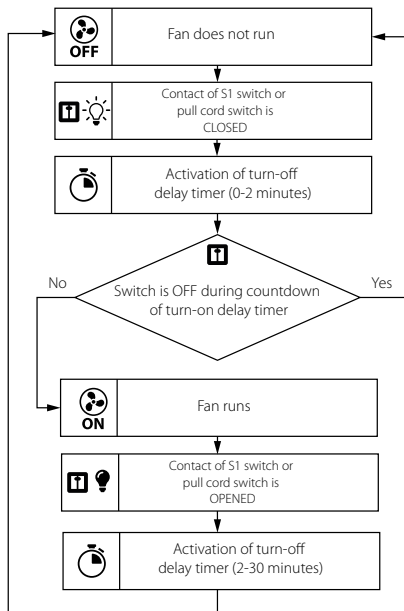 OFF
Fan does not run
Contact of S1 switch or
pull cord switch is
CLOSED
Activation of turn-off
delay timer (0-2 minutes)
No
Yes
Switch is OFF during countdown
of turn-on delay timer
ON
Fan runs
Contact of S1 switch or
pull cord switch is
OPENED
Activation of turn-off
delay timer (2-30 minutes)